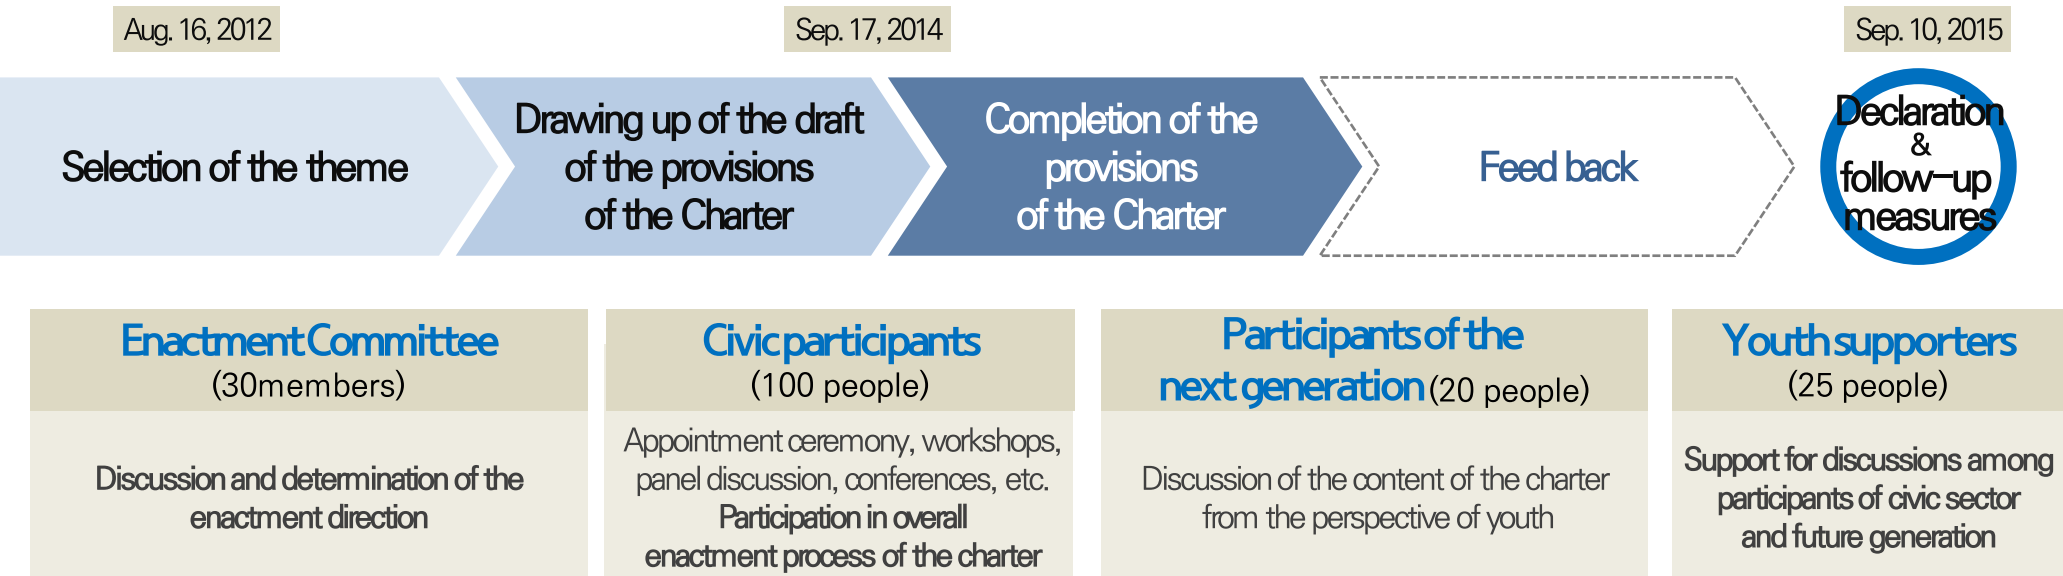 Aug. 16, 2012
Sep. 17, 2014
Sep. 10, 2015
Selection of the theme
Drawing up of the draft
of the provisions
of the Charter
Completion of the
provisions
of the Charter
Feed back
Declaration
&
follow-up
measures
Enactment Committee
(30members)
Discussion and determination of the
enactment direction
Civic participants
(100 people)
Appointment ceremony, workshops,
panel discussion, conferences, etc.
Participation in overall
enactment process of the charter
Participants of the
next generation (20 people)
Discussion of the content of the charter
from the perspective of youth
Youth supporters
(25 people)
Support for discussions among
participants of civic sector
and future generation